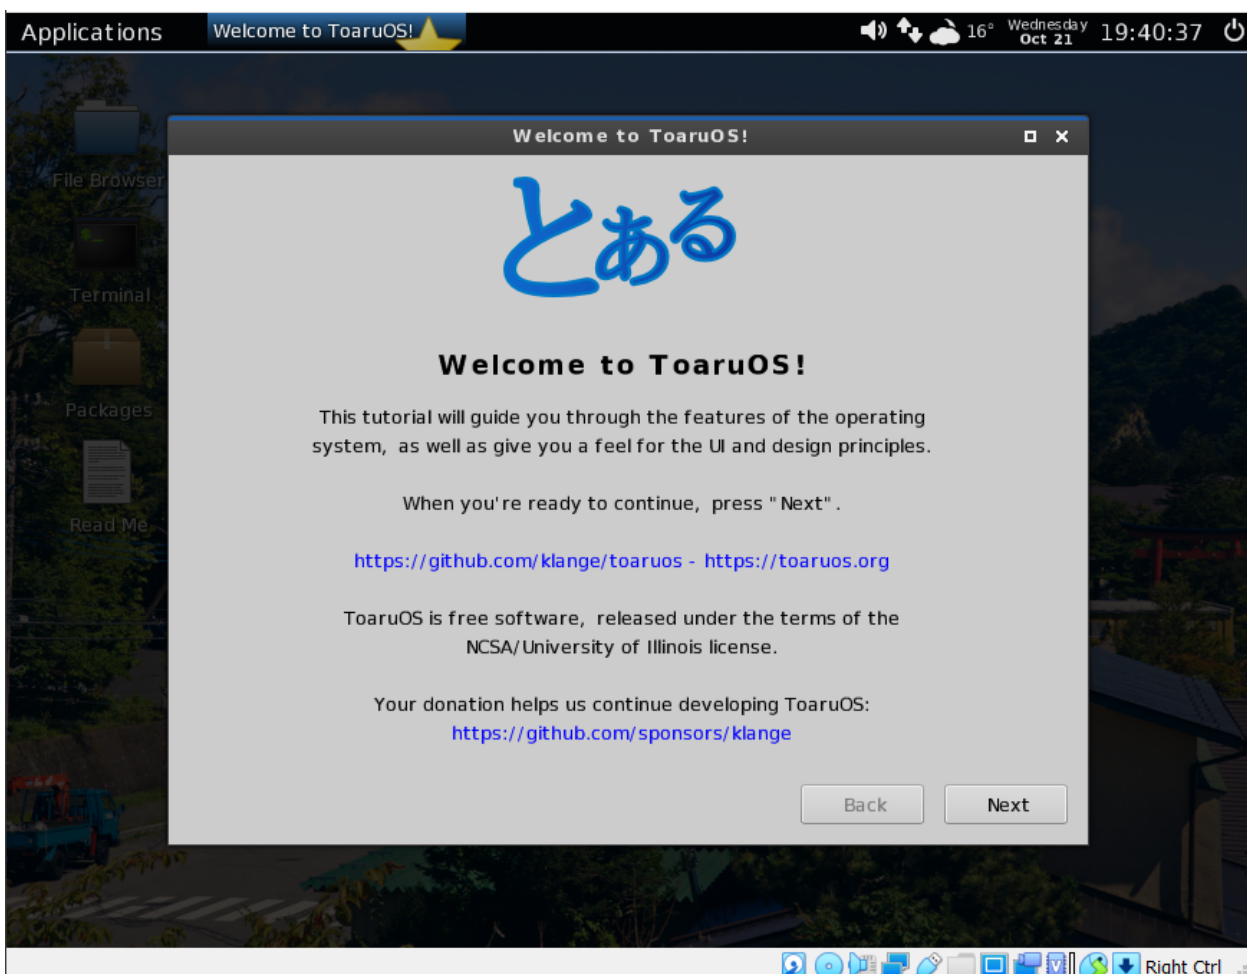 Applications
Welcome to ToaruOS!
16°
Wednesday
Oct 21
19:40:37
Welcome to ToaruOS!
File Browser
Terminal
Packages
Read Me
とある
Welcome to ToaruOS!
This tutorial will guide you through the features of the operating
system, as well as give you a feel for the UI and design principles.
When you're ready to continue, press "Next".
https://github.com/klange/toaruos - https://toaruos.org
ToaruOS is free software, released under the terms of the
NCSA/University of Illinois license.
Your donation helps us continue developing ToaruOS:
https://github.com/sponsors/klange
Back
Next
Right Ctrl